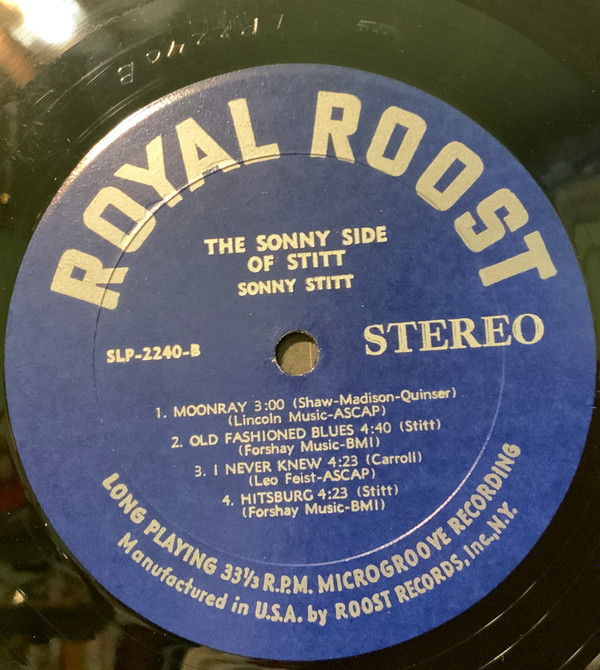 LP2240B
ROYAL ROOST
THE SONNY SIDE
OF STITT
SONNY STITT
SLP-2240-B
STEREO
1. MOONRAY 3:00 (Shaw-Madison-Quinser)
(Lincoln Music-ASCAP)
2. OLD FASHIONED BLUES 4:40 (Stitt)
(Forshay Music-BMI)
3. I NEVER KNEW 4:23 (Carroll)
(Leo Feist-ASCAP)
4. HITSBURG 4:23 (Stitt)
(Forshay Music-BMI)
LONG PLAYING 33⅓ R.P.M. MICROGROOVE RECORDING
Manufactured in U.S.A. by ROOST RECORDS, Inc., N.Y.